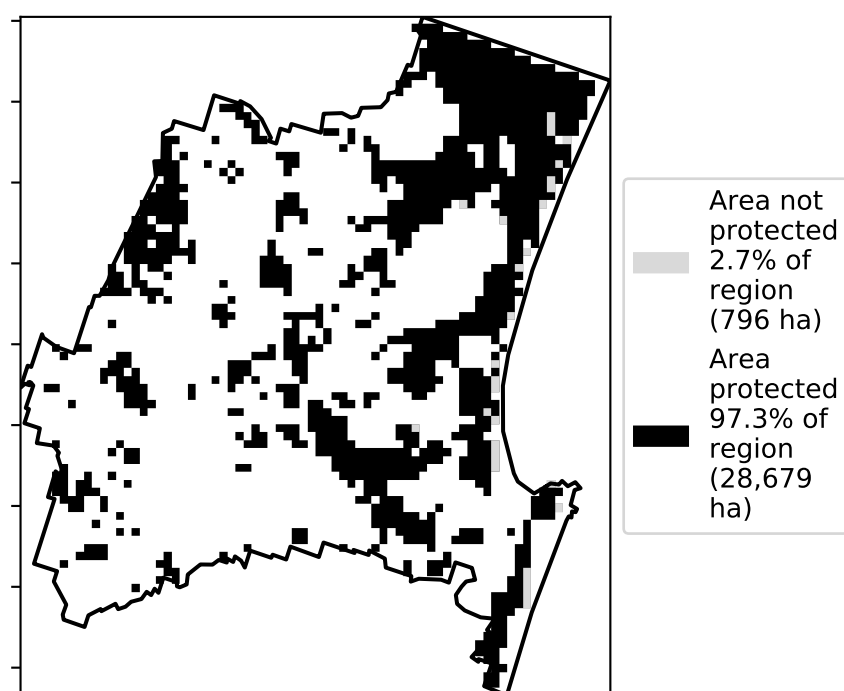 Area not
protected
2.7% of
region
(796 ha)
Area
protected
97.3% of
region
(28,679
ha)